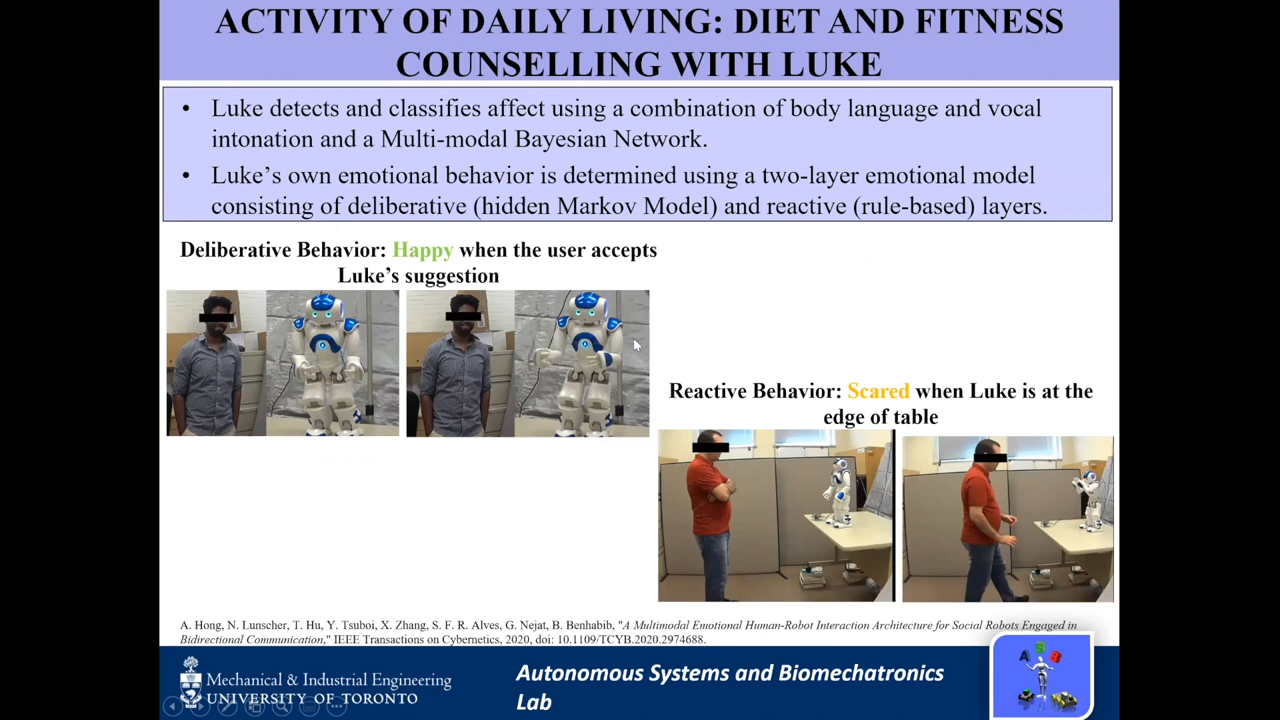 ACTIVITY OF DAILY LIVING: DIET AND FITNESS
COUNSELLING WITH LUKE
• Luke detects and classifies affect using a combination of body language and vocal
intonation and a Multi-modal Bayesian Network.
• Luke’s own emotional behavior is determined using a two-layer emotional model
consisting of deliberative (hidden Markov Model) and reactive (rule-based) layers.
Deliberative Behavior: Happy when the user accepts
Luke’s suggestion
Reactive Behavior: Scared when Luke is at the
edge of table
A. Hong, N. Lunscher, T. Hu, Y. Tsuboi, X. Zhang, S. F. R. Alves, G. Nejat, B. Benhabib, "A Multimodal Emotional Human-Robot Interaction Architecture for Social Robots Engaged in
Bidirectional Communication," IEEE Transactions on Cybernetics, 2020, doi: 10.1109/TCYB.2020.2974688.
Mechanical & Industrial Engineering
UNIVERSITY OF TORONTO
Autonomous Systems and Biomechatronics
Lab
A S B